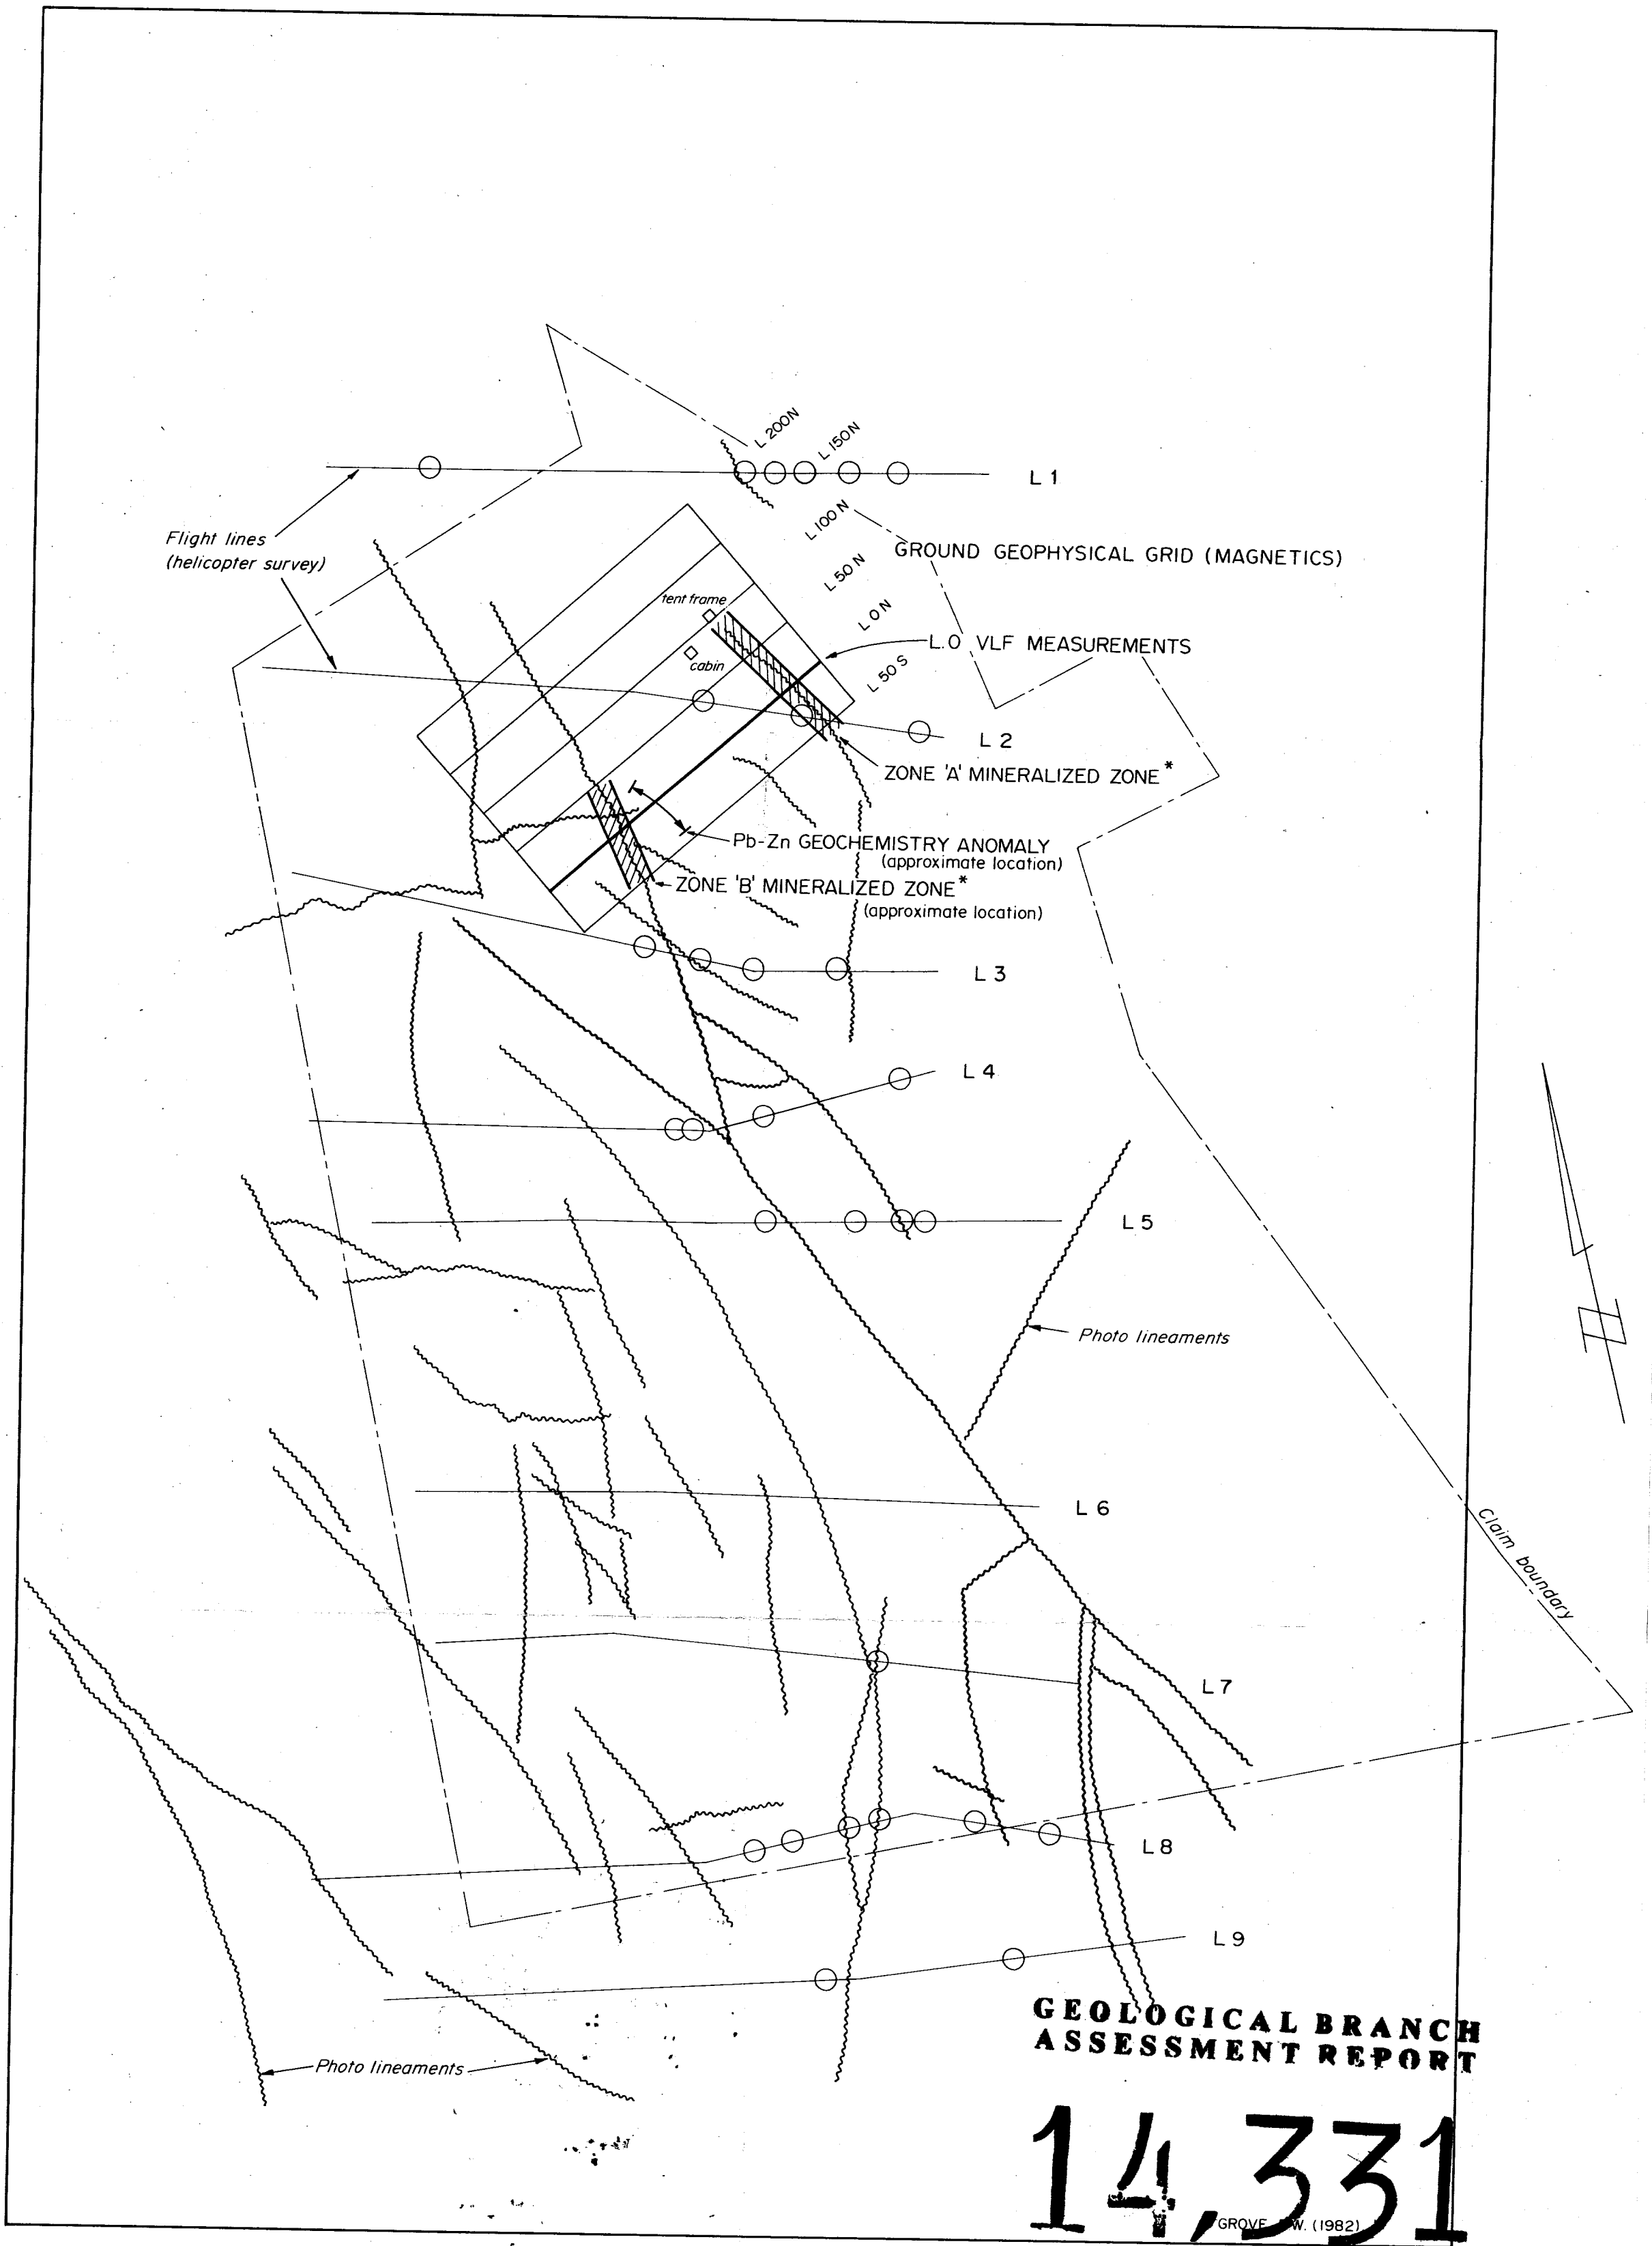 L 200N
L 150N
L 1
L 100 N
Flight lines
(helicopter survey)
GROUND GEOPHYSICAL GRID (MAGNETICS)
L 50 N
tent frame
L 0 N
L.O VLF MEASUREMENTS
cabin
L 50 S
L 2
ZONE 'A' MINERALIZED ZONE*
Pb-Zn GEOCHEMISTRY ANOMALY
(approximate location)
ZONE 'B' MINERALIZED ZONE*
(approximate location)
L 3
L 4
L 5
Photo lineaments
L 6
Claim boundary
L 7
L 8
L 9
GEOLOGICAL BRANCH
ASSESSMENT REPORT
Photo lineaments
14,331
GROVE W. (1982)